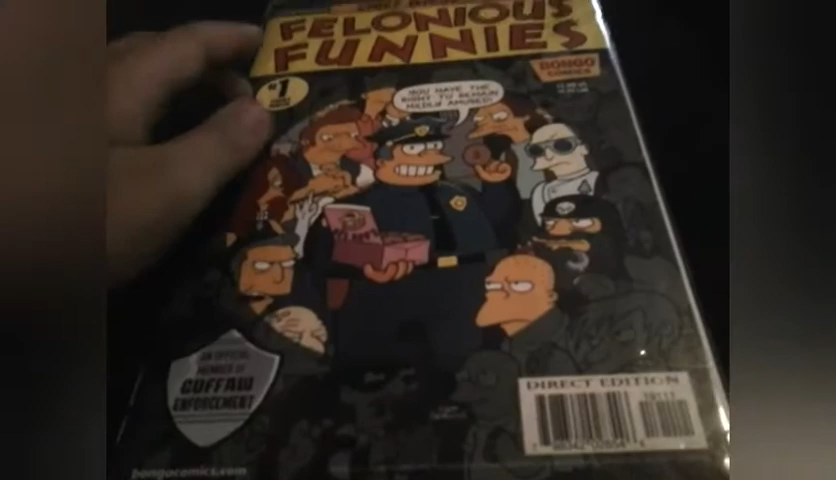 FELONIOUS
FUNNIES
BONGO
COMICS
#1
YOU HAVE THE
RIGHT TO REMAIN
MILDLY AMUSED!
AN OFFICIAL
MEMBER OF
GUFFAW
ENFORCEMENT
DIRECT EDITION
bongocomics.com